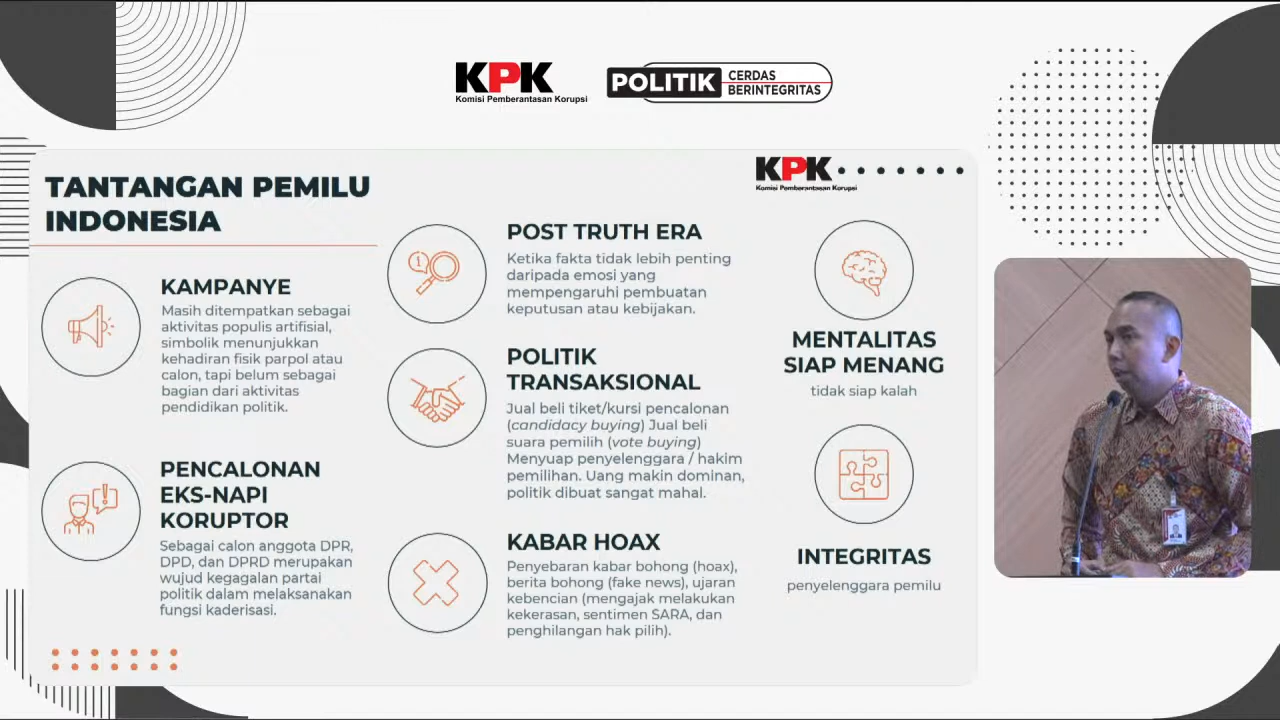 KPK
Komisi Pemberantasan Korupsi
POLITIK
CERDAS
BERINTEGRITAS
TANTANGAN PEMILU
INDONESIA
KPK
Komisi Pemberantasan Korupsi
KAMPANYE
Masih ditempatkan sebagai
aktivitas populis artifisial,
simbolik menunjukkan
kehadiran fisik parpol atau
calon, tapi belum sebagai
bagian dari aktivitas
pendidikan politik.
PENCALONAN
EKS-NAPI
KORUPTOR
Sebagai calon anggota DPR,
DPD, dan DPRD merupakan
wujud kegagalan partai
politik dalam melaksanakan
fungsi kaderisasi.
POST TRUTH ERA
Ketika fakta tidak lebih penting
daripada emosi yang
mempengaruhi pembuatan
keputusan atau kebijakan.
POLITIK
TRANSAKSIONAL
Jual beli tiket/kursi pencalonan
(candidacy buying) Jual beli
suara pemilih (vote buying)
Menyuap penyelenggara / hakim
pemilihan. Uang makin dominan,
politik dibuat sangat mahal.
KABAR HOAX
Penyebaran kabar bohong (hoax),
berita bohong (fake news), ujaran
kebencian (mengajak melakukan
kekerasan, sentimen SARA, dan
penghilangan hak pilih).
MENTALITAS
SIAP MENANG
tidak siap kalah
INTEGRITAS
penyelenggara pemilu